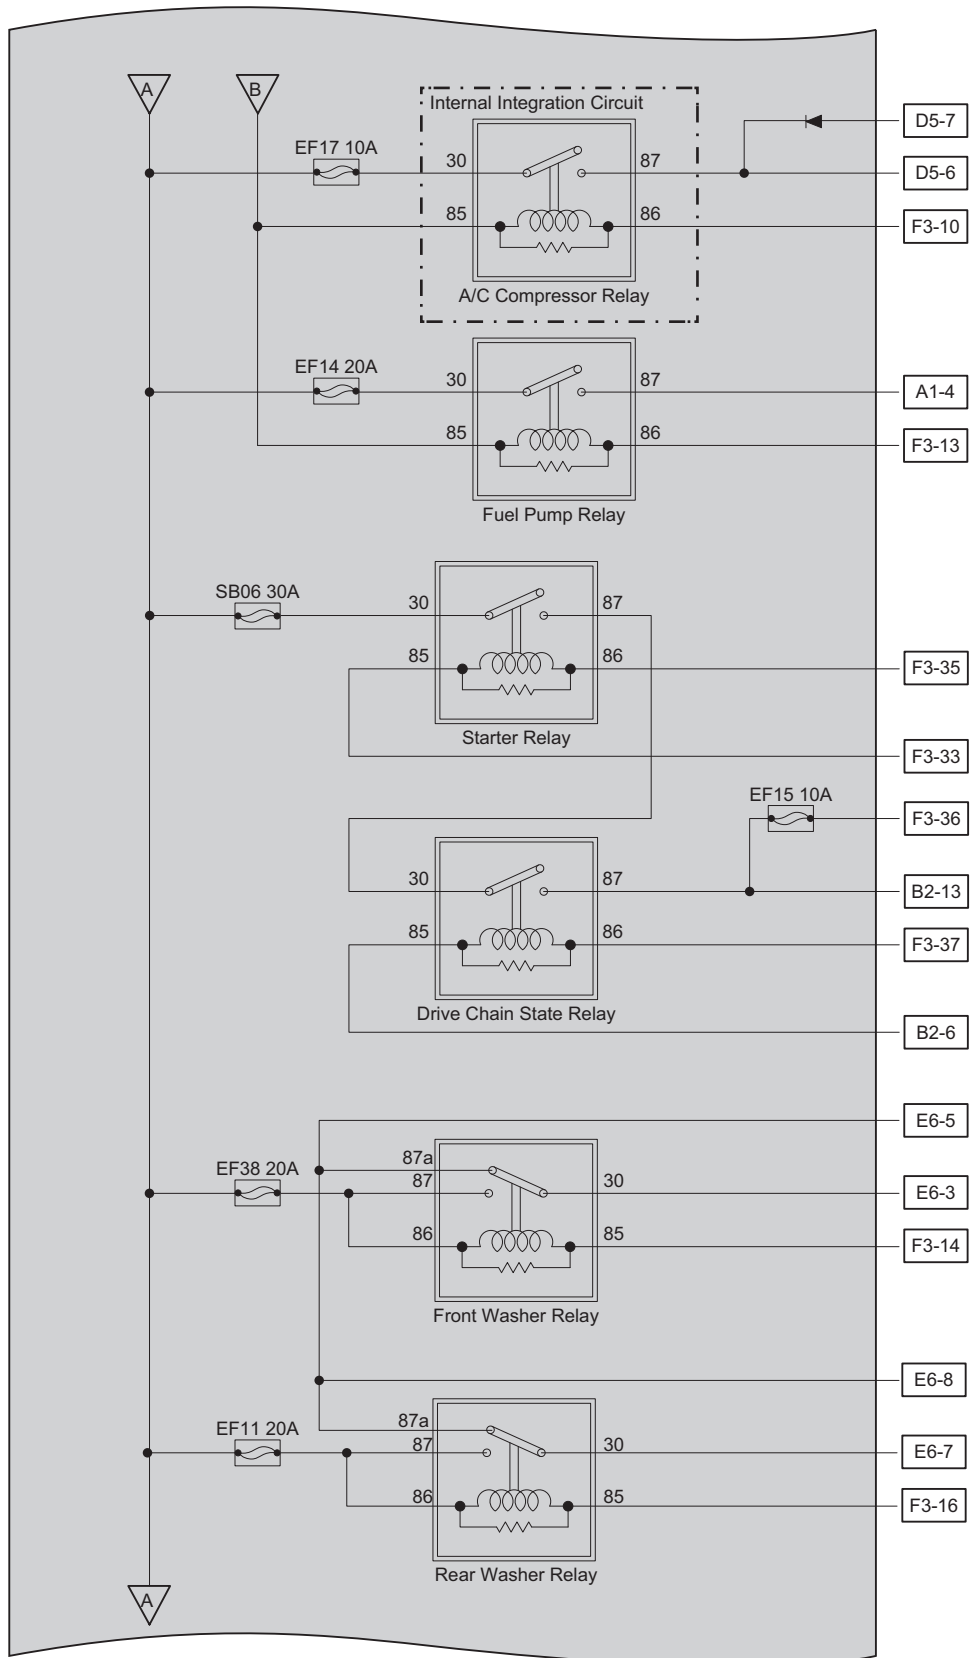 A B
Internal Integration Circuit
D5-7
EF17 10A
30 87
D5-6
85 86
F3-10
A/C Compressor Relay
EF14 20A
30 87
A1-4
85 86
F3-13
Fuel Pump Relay
SB06 30A
30 87
85 86
F3-35
Starter Relay
F3-33
EF15 10A
F3-36
30 87
B2-13
85 86
F3-37
Drive Chain State Relay
B2-6
E6-5
87a
EF38 20A
87 30
E6-3
86 85
F3-14
Front Washer Relay
E6-8
87a
EF11 20A
87 30
E6-7
86 85
F3-16
Rear Washer Relay
A